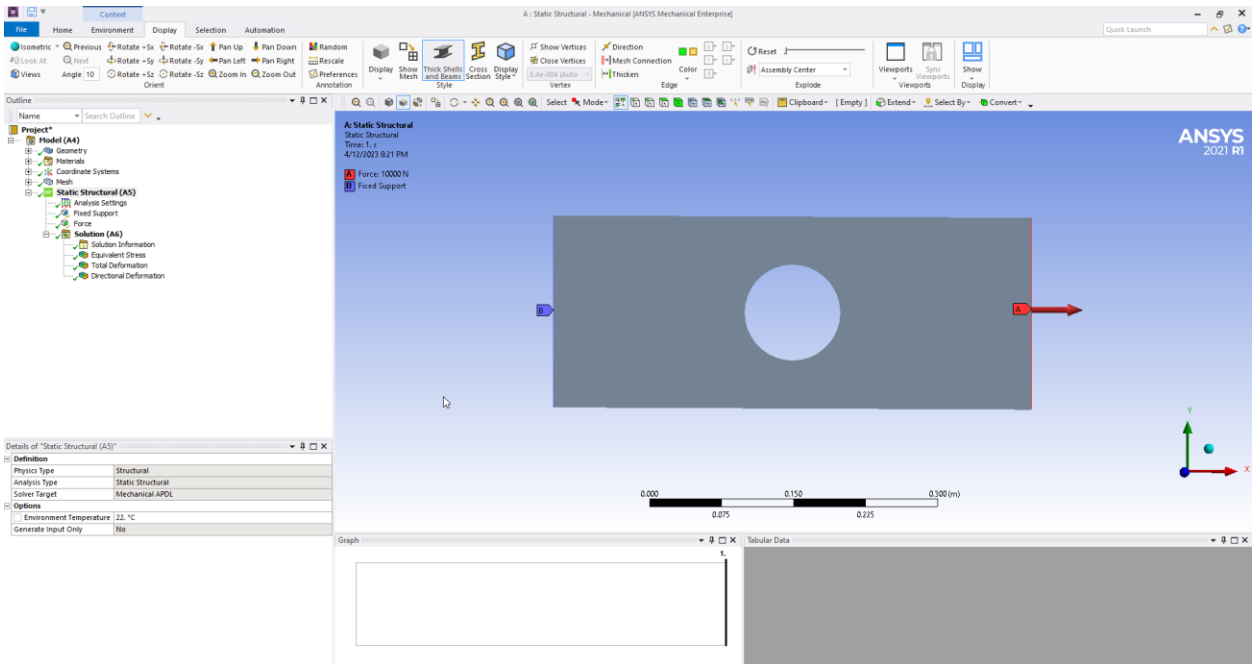 Context
A : Static Structural - Mechanical [ANSYS Mechanical Enterprise]
File Home Environment Display Selection Automation
Quick Launch
Isometric Previous Rotate +Sx Rotate -Sx Pan Up Pan Down Random
Look At Next Rotate +Sy Rotate -Sy Pan Left Pan Right Rescale
Views Angle 10 Rotate +Sz Rotate -Sz Zoom In Zoom Out Preferences
Orient Annotation
Display Show Mesh Thick Shells and Beams Cross Section Display Style
Style
Show Vertices
Close Vertices
5.4e-004 (Auto
Vertex
Direction
Mesh Connection
Thicken
Color
Edge
Reset
Assembly Center
Explode
Viewports Sync Viewports
Viewports
Show
Display
Outline
Name Search Outline
Project*
Model (A4)
Geometry
Materials
Coordinate Systems
Mesh
Static Structural (A5)
Analysis Settings
Fixed Support
Force
Solution (A6)
Solution Information
Equivalent Stress
Total Deformation
Directional Deformation
Select Mode Clipboard [ Empty ] Extend Select By Convert
A: Static Structural
Static Structural
Time: 1. s
4/12/2023 8:21 PM
A Force: 10000 N
B Fixed Support
ANSYS
2021 R1
B
A
Y
X
0.000 0.150 0.300 (m)
0.075 0.225
Details of "Static Structural (A5)"
Definition
Physics Type Structural
Analysis Type Static Structural
Solver Target Mechanical APDL
Options
Environment Temperature 22. °C
Generate Input Only No
Graph
1.
Tabular Data